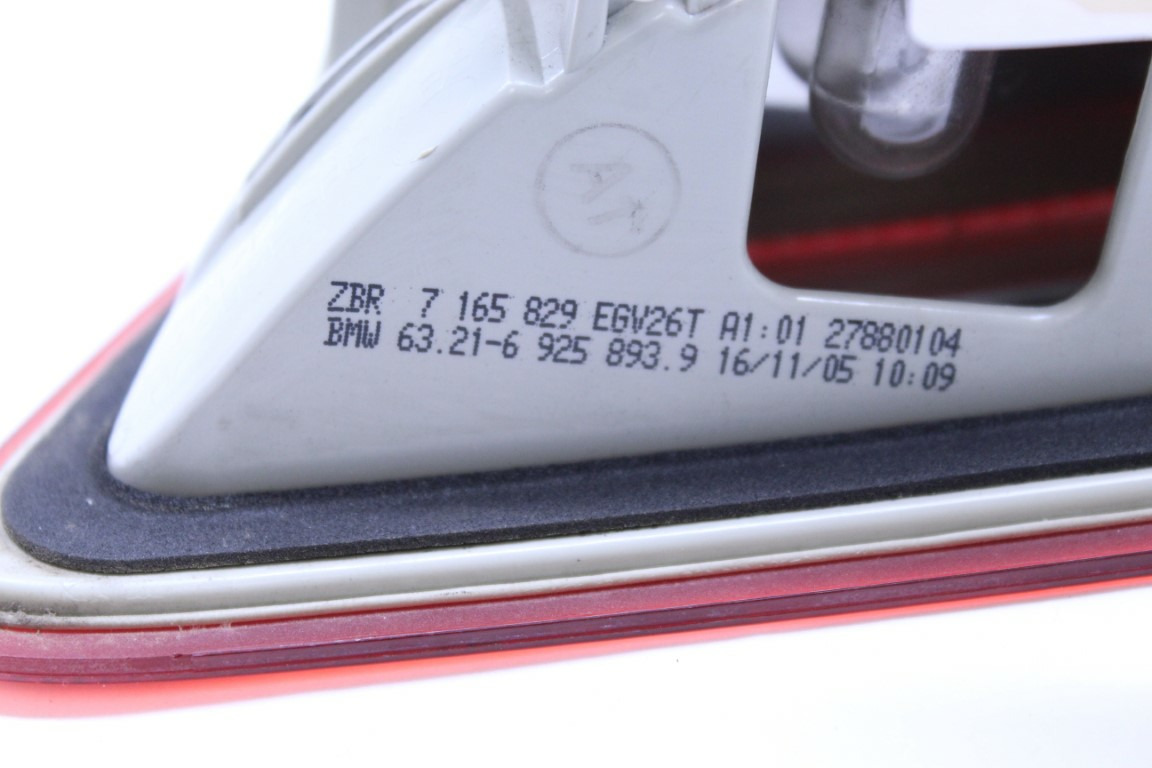 A1
ZBR 7 165 829 EGV26T A1:01 27880104
BMW 63.21-6 925 893.9 16/11/05 10:09